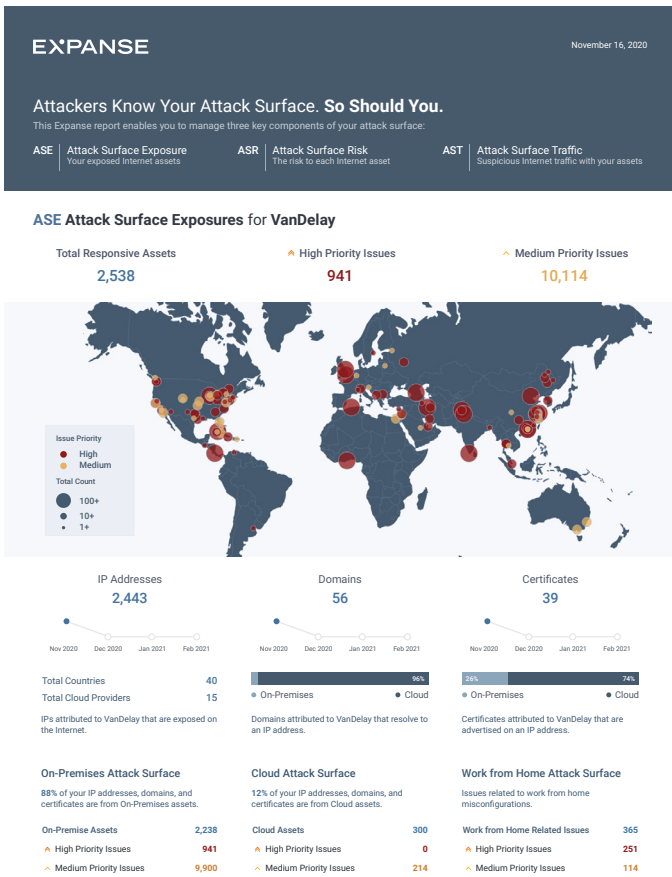 EXPANSE
November 16, 2020
Attackers Know Your Attack Surface. So Should You.
This Expanse report enables you to manage three key components of your attack surface:
ASE Attack Surface Exposure
Your exposed Internet assets
ASR Attack Surface Risk
The risk to each Internet asset
AST Attack Surface Traffic
Suspicious Internet traffic with your assets
ASE Attack Surface Exposures for VanDelay
Total Responsive Assets
2,538
High Priority Issues
941
Medium Priority Issues
10,114
Issue Priority
High
Medium
Total Count
100+
10+
1+
IP Addresses
2,443
Nov 2020 Dec 2020 Jan 2021 Feb 2021
Total Countries 40
Total Cloud Providers 15
IPs attributed to VanDelay that are exposed on
the Internet.
Domains
56
Nov 2020 Dec 2020 Jan 2021 Feb 2021
96%
On-Premises Cloud
Domains attributed to VanDelay that resolve to
an IP address.
Certificates
39
Nov 2020 Dec 2020 Jan 2021 Feb 2021
26% 74%
On-Premises Cloud
Certificates attributed to VanDelay that are
advertised on an IP address.
On-Premises Attack Surface
88% of your IP addresses, domains, and
certificates are from On-Premises assets.
On-Premise Assets 2,238
High Priority Issues 941
Medium Priority Issues 9,900
Cloud Attack Surface
12% of your IP addresses, domains, and
certificates are from Cloud assets.
Cloud Assets 300
High Priority Issues 0
Medium Priority Issues 214
Work from Home Attack Surface
Issues related to work from home
misconfigurations.
Work from Home Related Issues 365
High Priority Issues 251
Medium Priority Issues 114